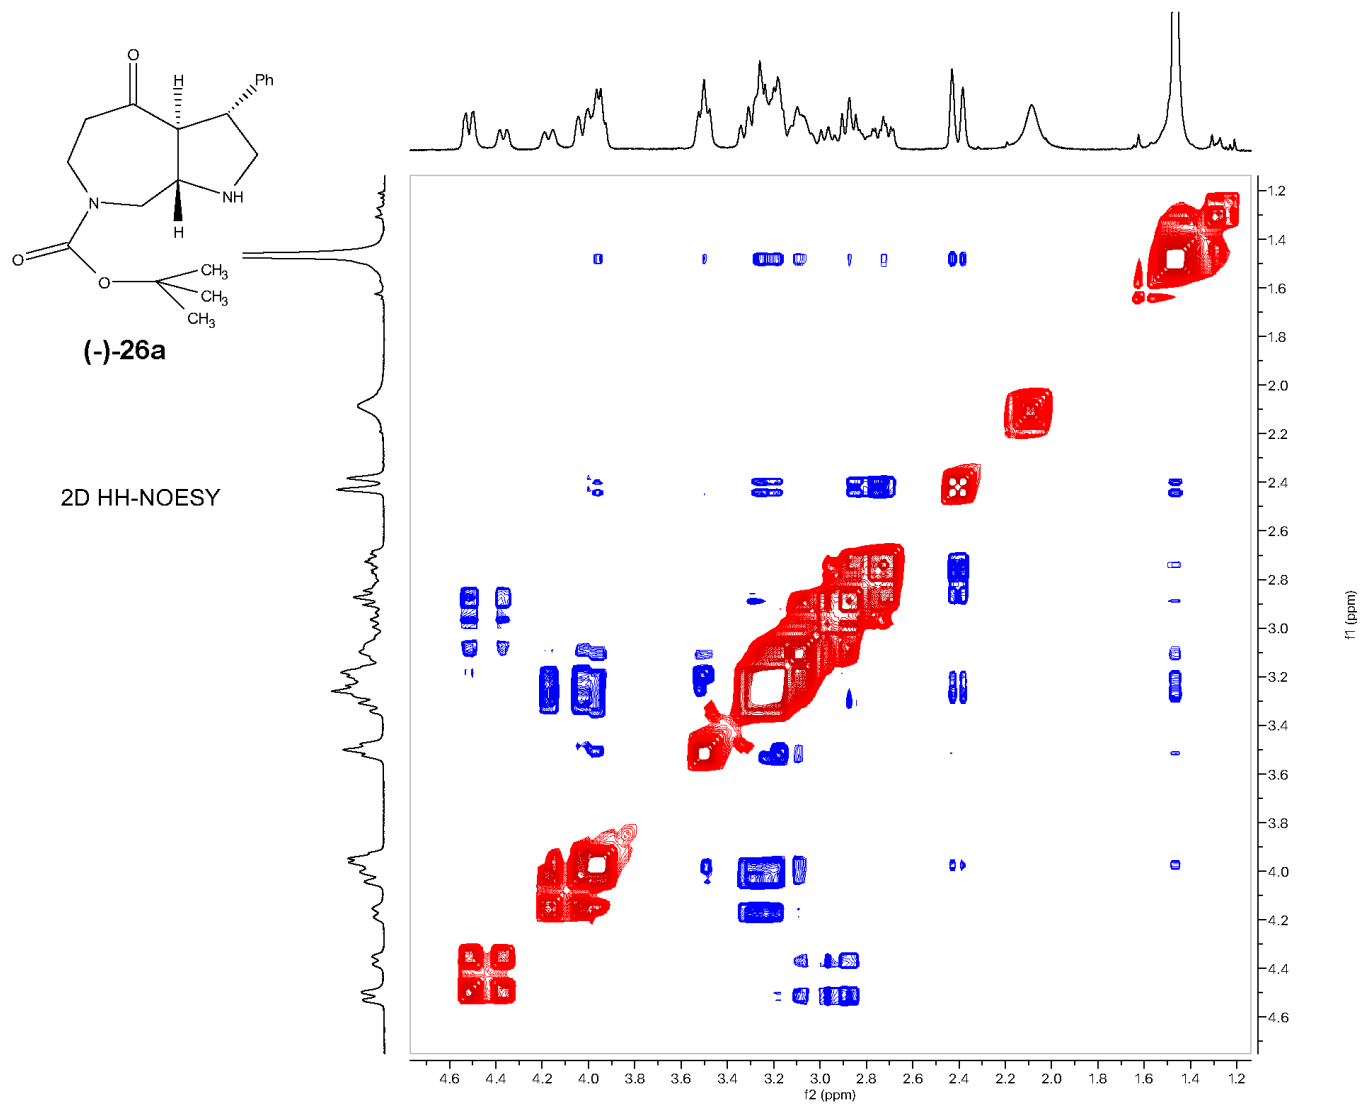 O
H
Ph
N
NH
H
O
O
CH3
CH3
CH3
(-)-26a
2D HH-NOESY
1.2
1.4
1.6
1.8
2.0
2.2
2.4
2.6
2.8
3.0
3.2
3.4
3.6
3.8
4.0
4.2
4.4
4.6
f1 (ppm)
4.6 4.4 4.2 4.0 3.8 3.6 3.4 3.2 3.0 2.8 2.6 2.4 2.2 2.0 1.8 1.6 1.4 1.2
f2 (ppm)